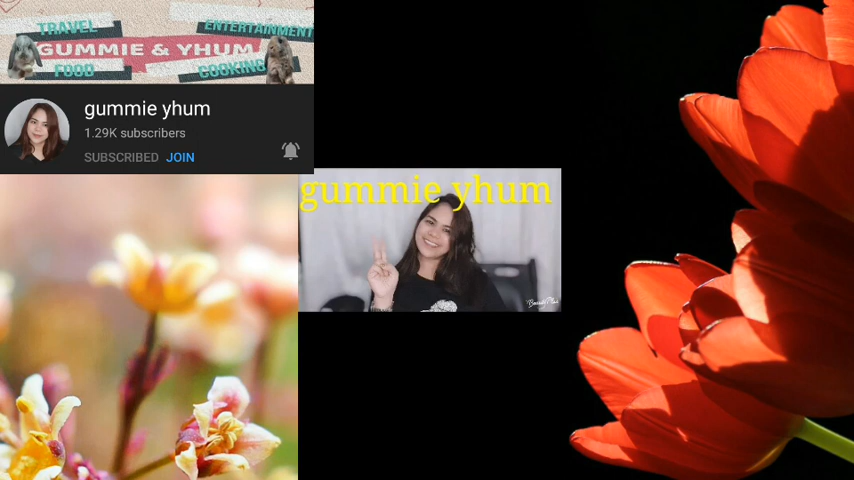 TRAVEL
ENTERTAINMENT
GUMMIE & YHUM
FOOD
COOKING
gummie yhum
1.29K subscribers
SUBSCRIBED JOIN
gummie yhum